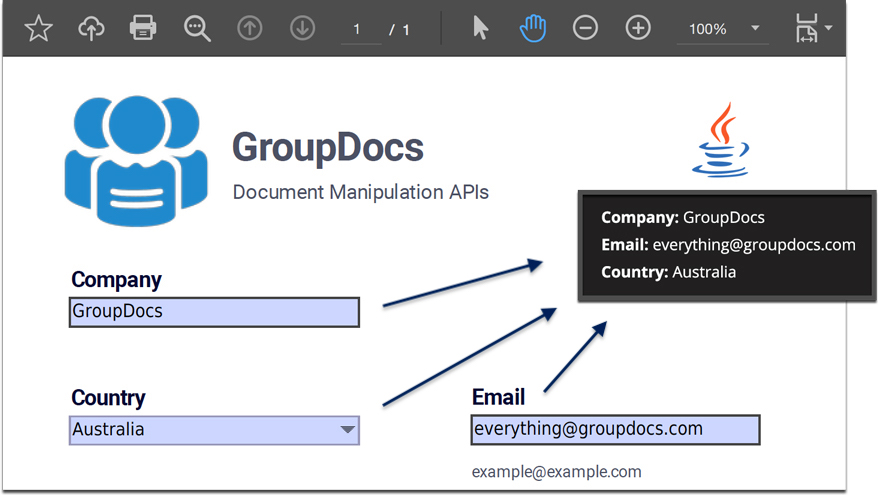 1 / 1 100%
GroupDocs
Document Manipulation APIs
Company: GroupDocs
Email: everything@groupdocs.com
Country: Australia
Company
GroupDocs
Country
Australia
Email
everything@groupdocs.com
example@example.com